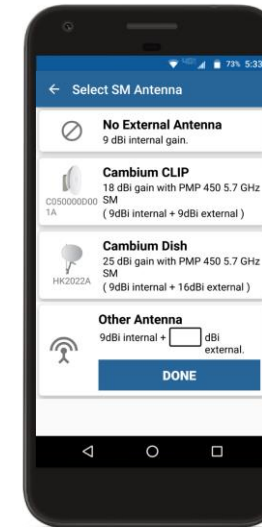 73% 5:33
← Select SM Antenna
No External Antenna
9 dBi internal gain.
Cambium CLIP
18 dBi gain with PMP 450 5.7 GHz
SM
( 9dBi internal + 9dBi external )
C050000D00
1A
Cambium Dish
25 dBi gain with PMP 450 5.7 GHz
SM
( 9dBi internal + 16dBi external )
HK2022A
Other Antenna
9dBi internal + dBi
external.
DONE